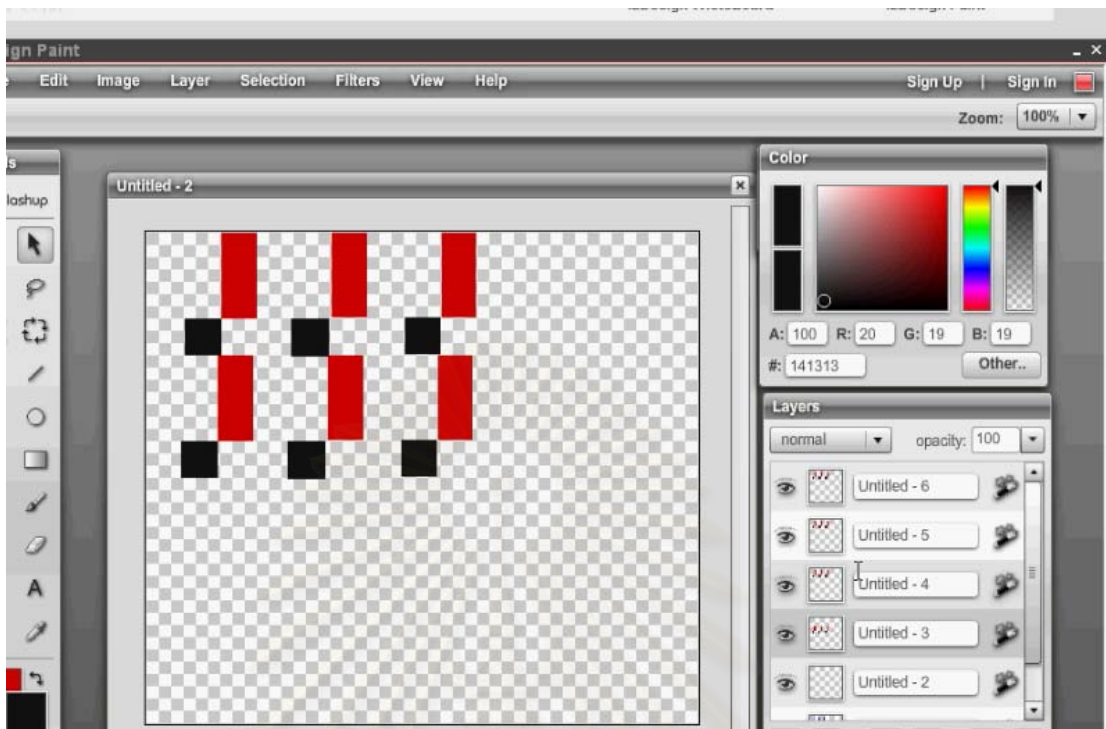 ign Paint
Edit Image Layer Selection Filters View Help Sign Up | Sign In
Zoom: 100%
s
lashup
Untitled - 2
Color
A: 100 R: 20 G: 19 B: 19
#: 141313 Other..
Layers
normal opacity: 100
Untitled - 6
Untitled - 5
Untitled - 4
Untitled - 3
Untitled - 2
A